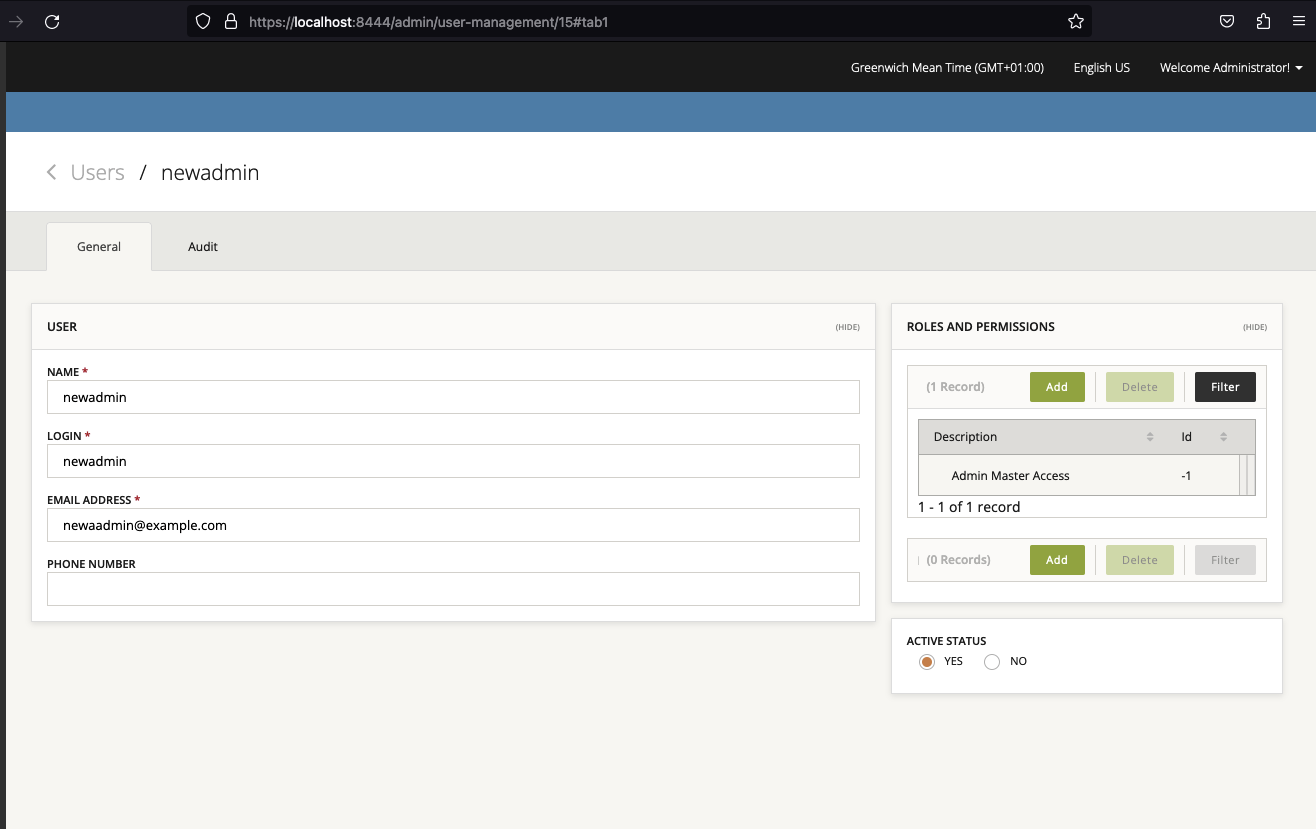 https://localhost:8444/admin/user-management/15#tab1
Greenwich Mean Time (GMT+01:00) English US Welcome Administrator!
Users / newadmin
General Audit
USER (HIDE)
NAME *
newadmin
LOGIN *
newadmin
EMAIL ADDRESS *
newaadmin@example.com
PHONE NUMBER
ROLES AND PERMISSIONS (HIDE)
(1 Record) Add Delete Filter
Description Id
Admin Master Access -1
1 - 1 of 1 record
(0 Records) Add Delete Filter
ACTIVE STATUS
YES NO